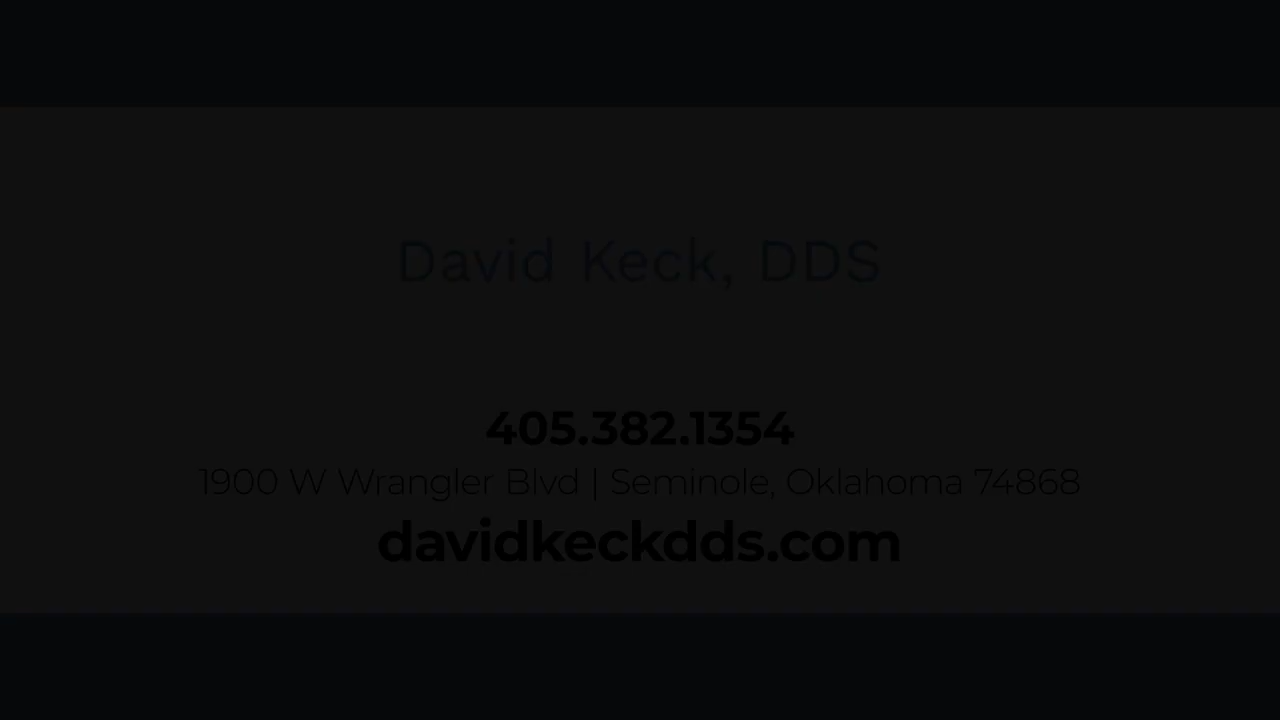 David Keck, DDS
405.382.1354
1900 W Wrangler Blvd | Seminole, Oklahoma 74868
davidkeckdds.com